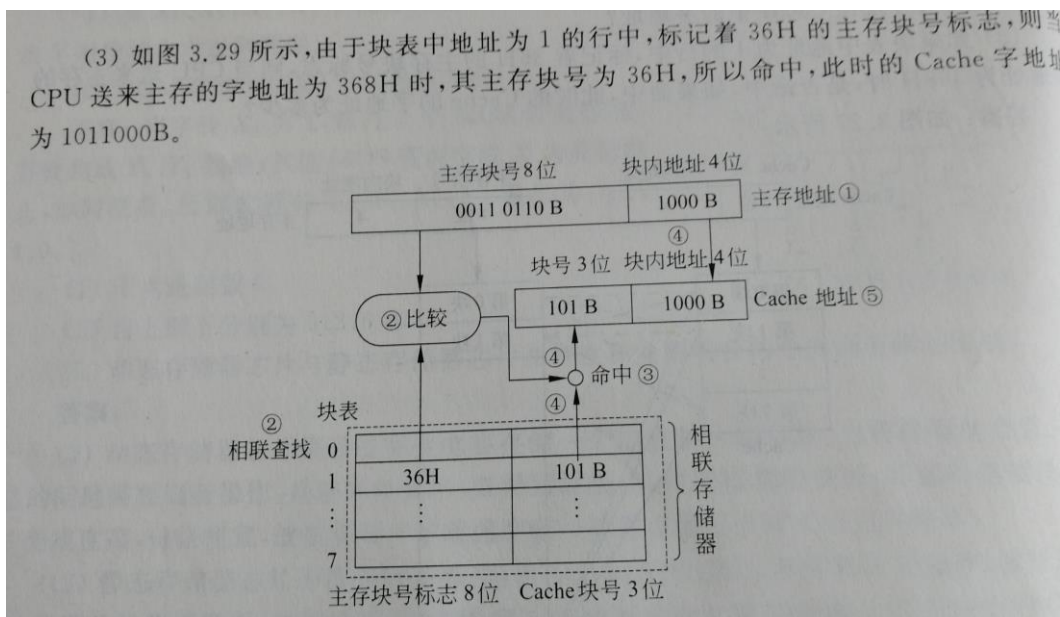 (3) 如图 3.29 所示,由于块表中地址为 1 的行中,标记着 36H 的主存块号标志,则当
CPU 送来主存的字地址为 368H 时,其主存块号为 36H,所以命中,此时的 Cache 字地址
为 1011000B。
主存块号8位 块内地址4位
0011 0110 B 1000 B 主存地址①
④
块号 3位 块内地址4位
②比较 101 B 1000 B Cache 地址⑤
④
命中③
④
块表
②
相联查找 0
1 36H 101 B
⋮ ⋮ ⋮
7
相联存储器
主存块号标志 8位 Cache块号 3位